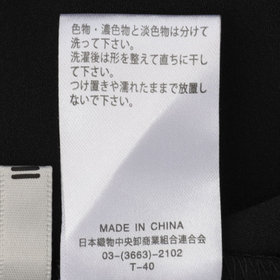 色物・濃色物と淡色物は分けて
洗って下さい。
洗濯後は形を整えて直ちに干し
て下さい。
つけ置きや濡れたままで放置し
ないで下さい。
MADE IN CHINA
日本織物中央卸商業組合連合会
03-(3663)-2102
T-40